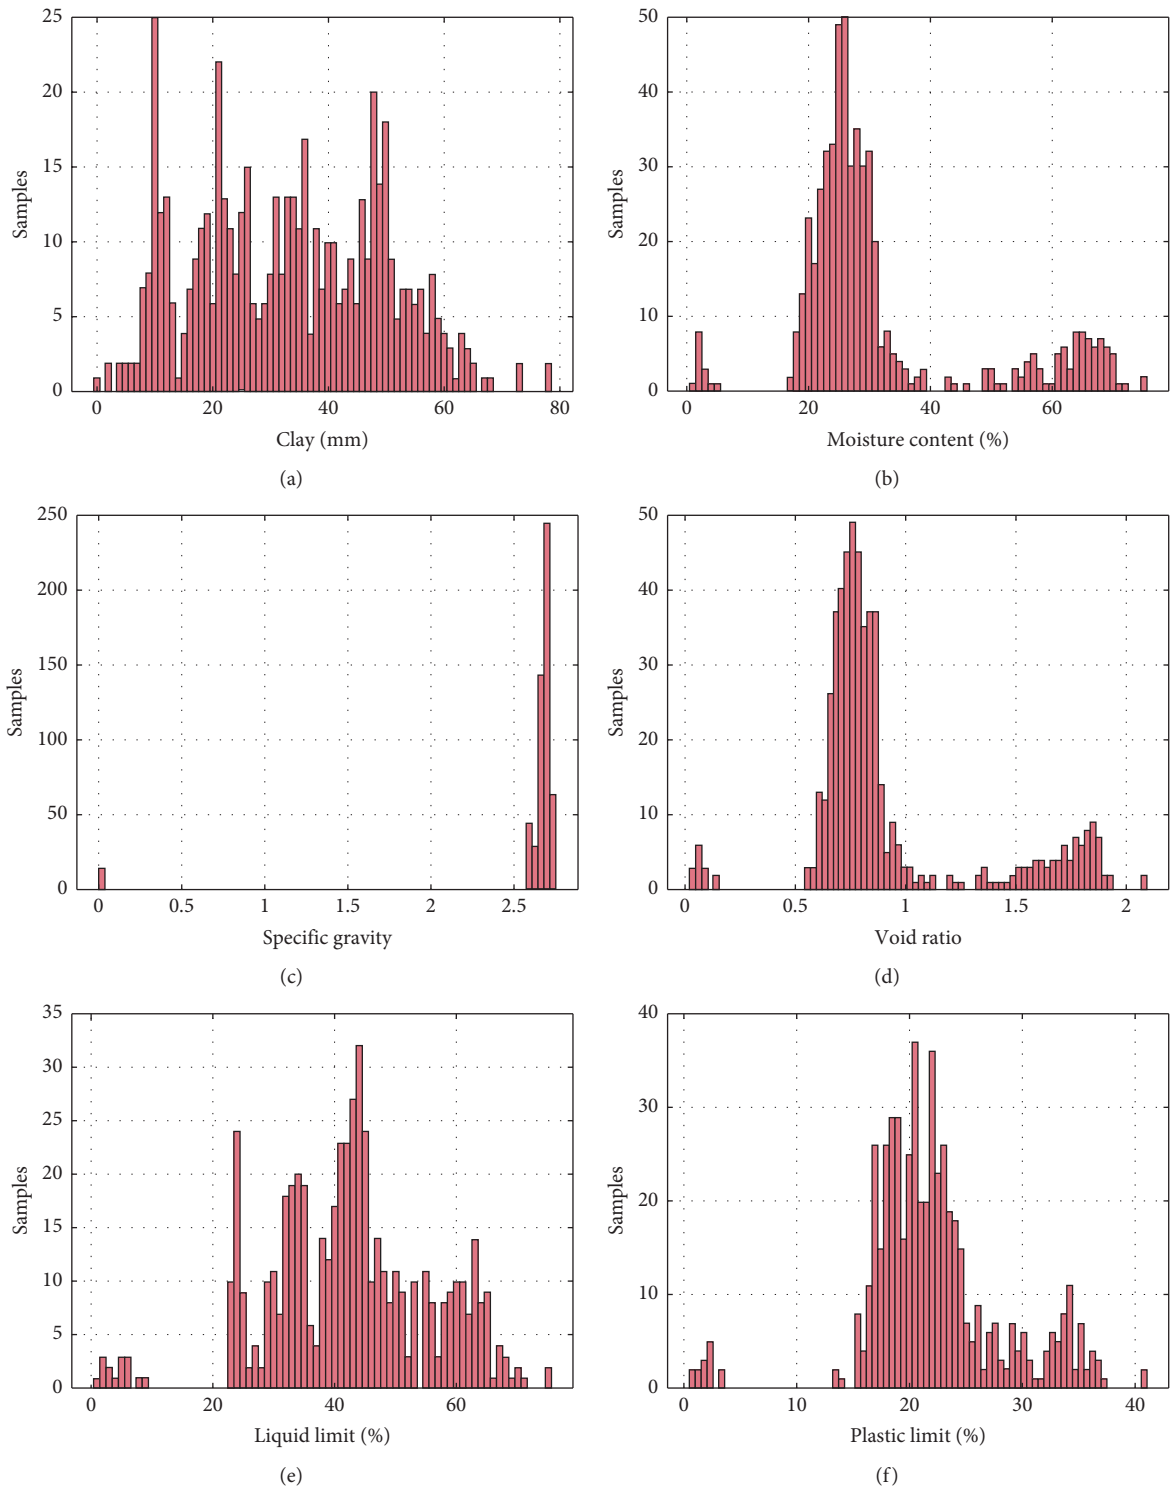 25
20
15
10
5
0
Samples
0 20 40 60 80
Clay (mm)
(a)
50
40
30
20
10
0
Samples
0 20 40 60
Moisture content (%)
(b)
250
200
150
100
50
0
Samples
0 0.5 1 1.5 2 2.5
Specific gravity
(c)
50
40
30
20
10
0
Samples
0 0.5 1 1.5 2
Void ratio
(d)
35
30
25
20
15
10
5
0
Samples
0 20 40 60
Liquid limit (%)
(e)
40
30
20
10
0
Samples
0 10 20 30 40
Plastic limit (%)
(f)